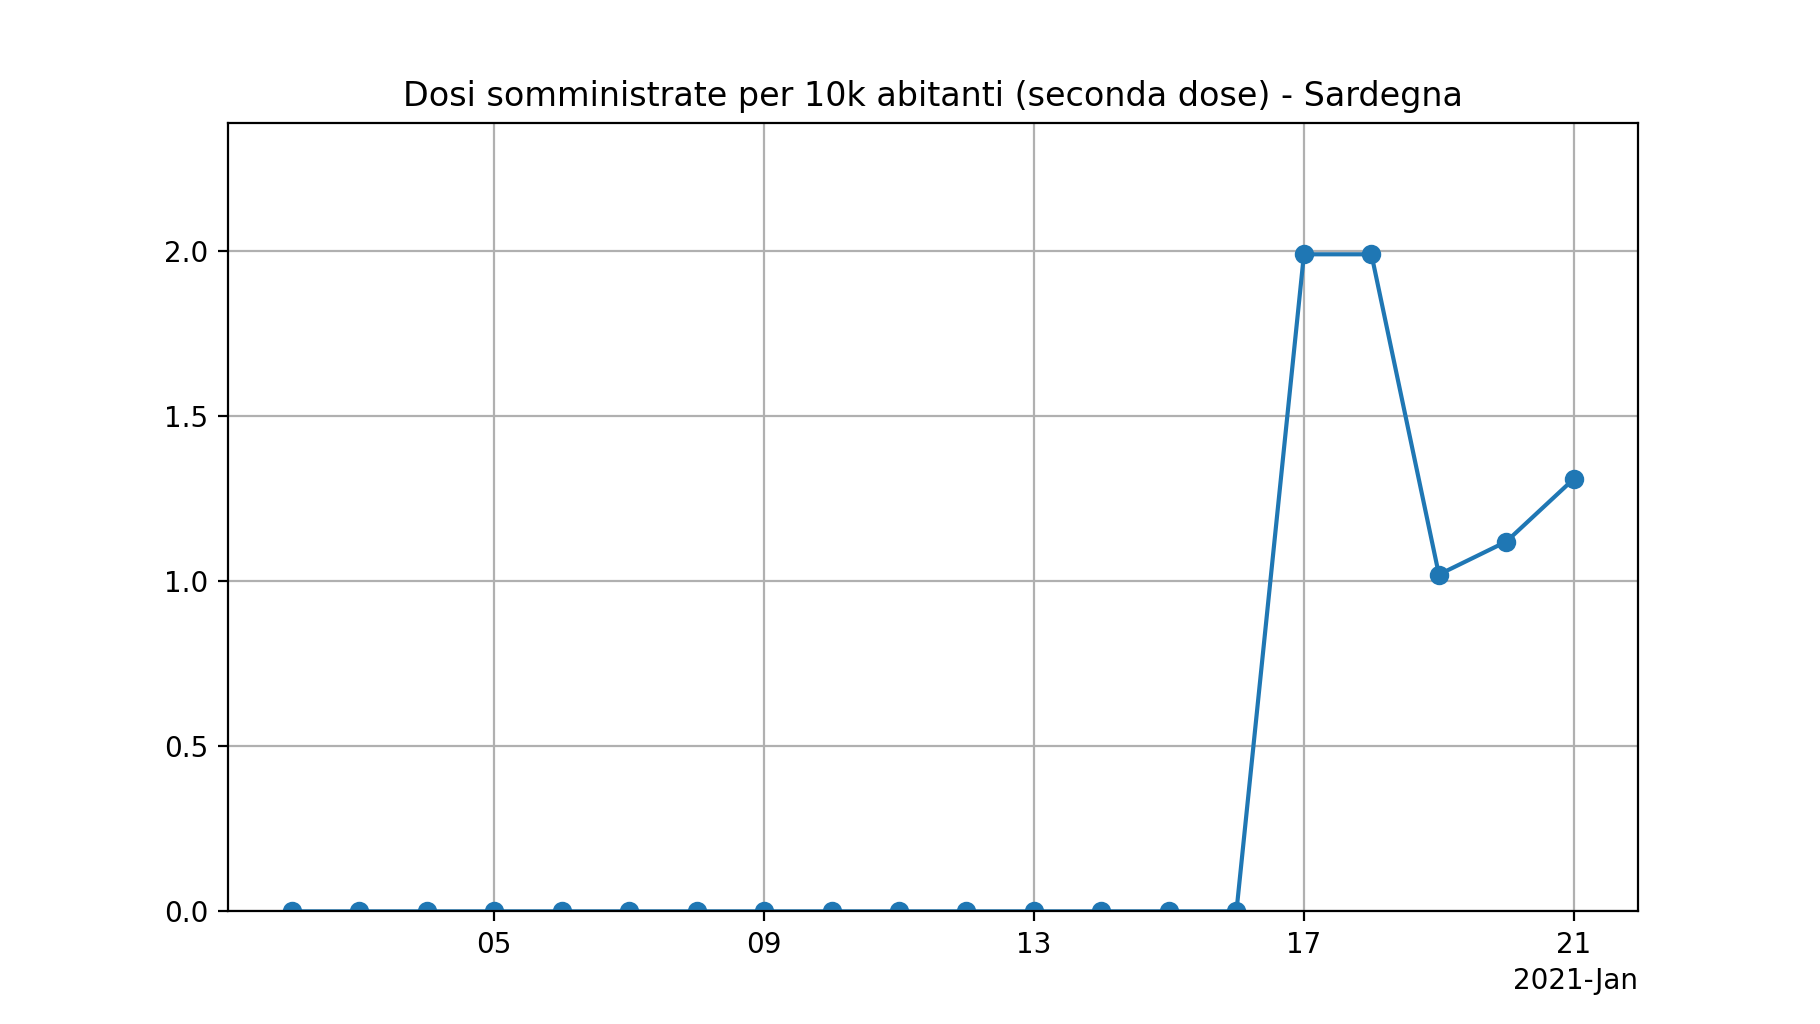 Dosi somministrate per 10k abitanti (seconda dose) - Sardegna
2.0
1.5
1.0
0.5
0.0
05 09 13 17 21
2021-Jan